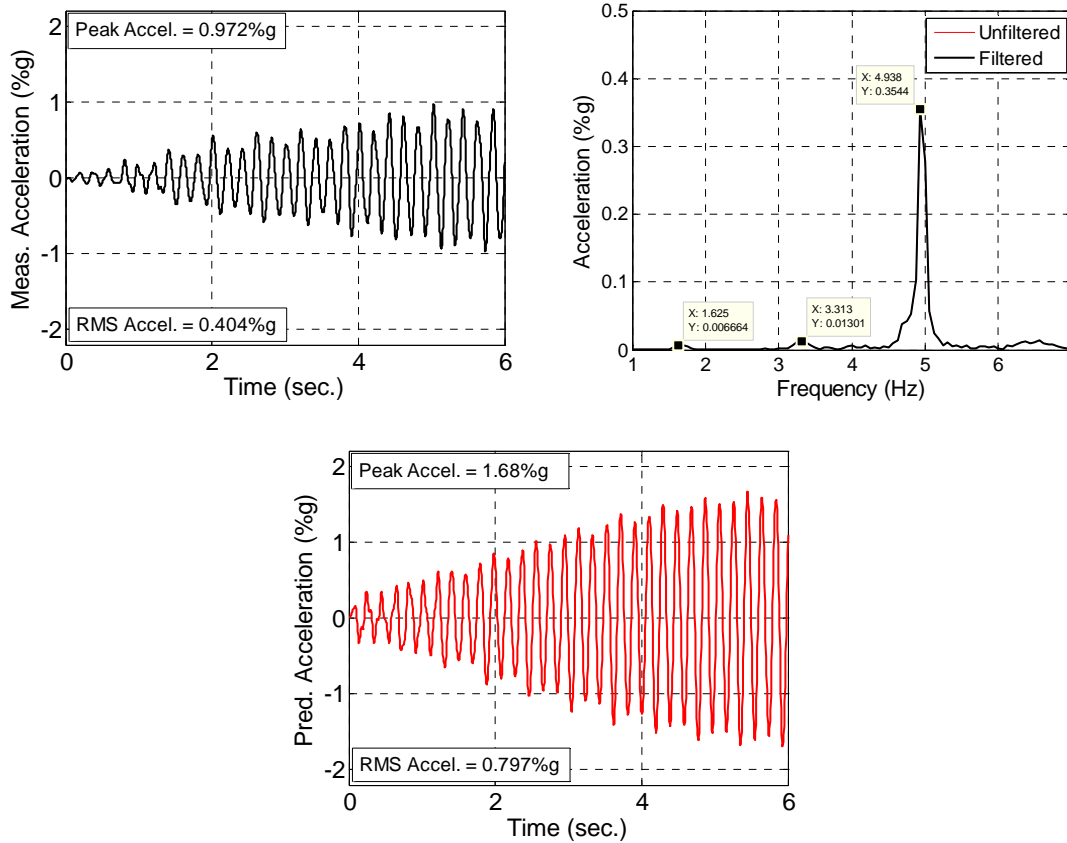 Peak Accel. = 0.972%g
2
1
0
-1
-2
Meas. Acceleration (%g)
RMS Accel. = 0.404%g
0 2 4 6
Time (sec.)
0.5
0.4
0.3
0.2
0.1
0
Acceleration (%g)
Unfiltered
Filtered
X: 4.938
Y: 0.3544
X: 1.625
Y: 0.006664
X: 3.313
Y: 0.01301
1 2 3 4 5 6
Frequency (Hz)
Peak Accel. = 1.68%g
2
1
0
-1
-2
Pred. Acceleration (%g)
RMS Accel. = 0.797%g
0 2 4 6
Time (sec.)